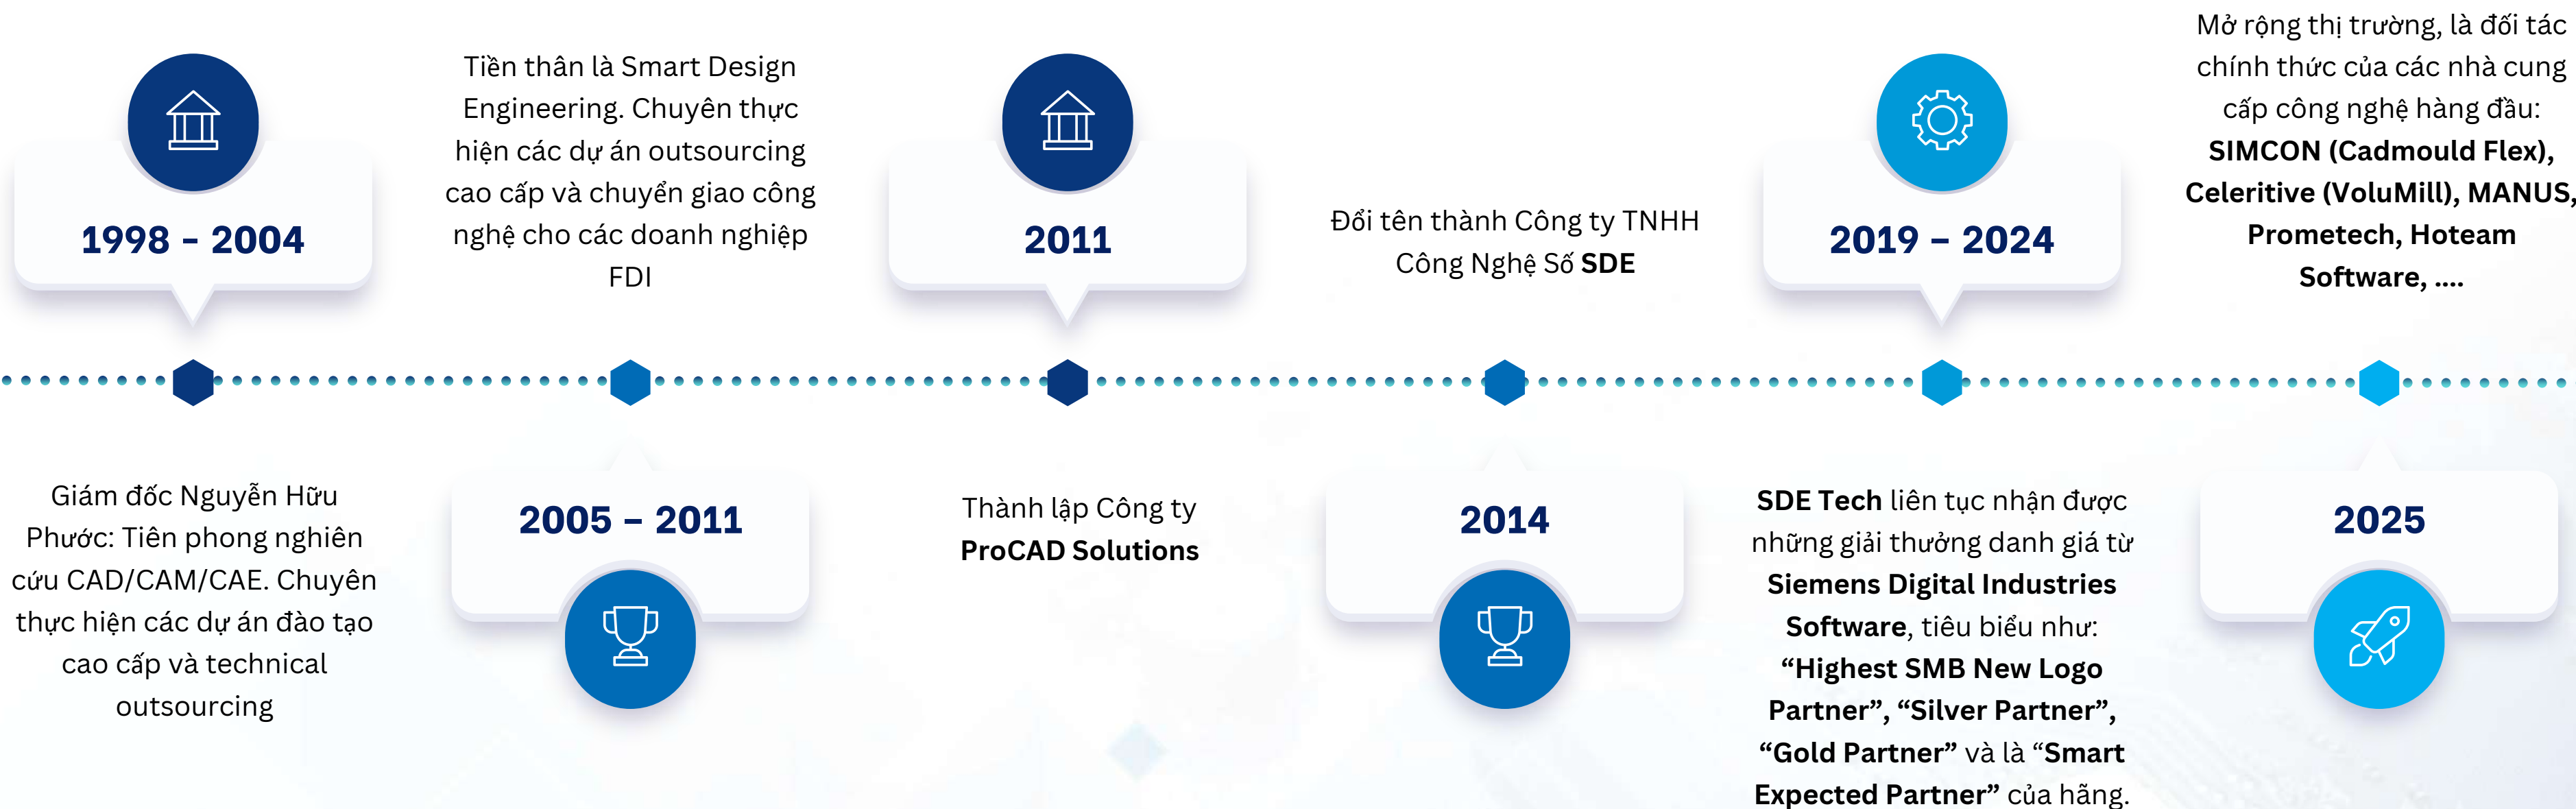 1998 – 2004
Giám đốc Nguyễn Hữu
Phước: Tiên phong nghiên
cứu CAD/CAM/CAE. Chuyên
thực hiện các dự án đào tạo
cao cấp và technical
outsourcing
Tiền thân là Smart Design
Engineering. Chuyên thực
hiện các dự án outsourcing
cao cấp và chuyển giao công
nghệ cho các doanh nghiệp
FDI
2005 – 2011
2011
Thành lập Công ty
ProCAD Solutions
Đổi tên thành Công ty TNHH
Công Nghệ Số SDE
2014
2019 – 2024
SDE Tech liên tục nhận được
những giải thưởng danh giá từ
Siemens Digital Industries
Software, tiêu biểu như:
“Highest SMB New Logo
Partner”, “Silver Partner”,
“Gold Partner” và là “Smart
Expected Partner” của hãng.
Mở rộng thị trường, là đối tác
chính thức của các nhà cung
cấp công nghệ hàng đầu:
SIMCON (Cadmould Flex),
Celeritive (VoluMill), MANUS,
Prometech, Hoteam
Software, ....
2025